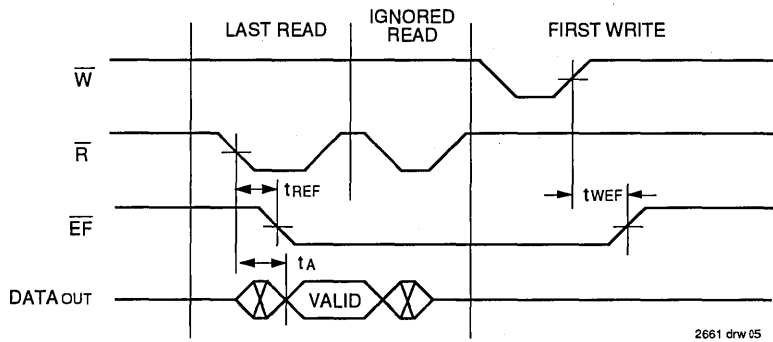 LAST READ
IGNORED
READ
FIRST WRITE
W
R
tREF
tWEF
EF
tA
DATA OUT
VALID
2661 drw 05